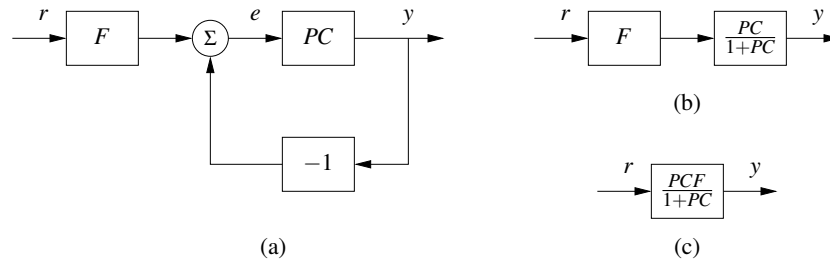 r F Σ e PC y
−1
(a)
r F PC/1+PC y
(b)
r PCF/1+PC y
(c)